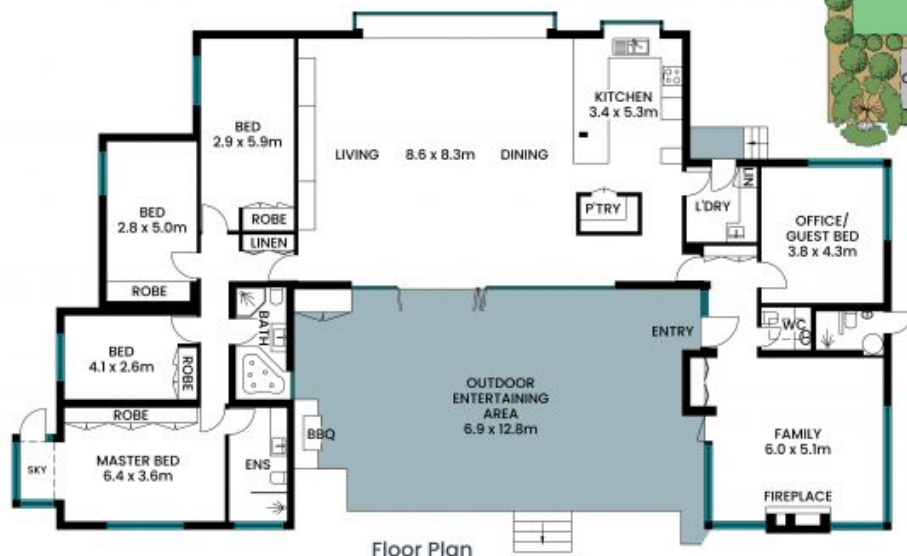 BED
2.9 x 5.9m
ROBE
LINEN
BED
2.8 x 5.0m
ROBE
BED
4.1 x 2.6m
ROBE
BATH
ROBE
MASTER BED
6.4 x 3.6m
SKY
ENS
LIVING 8.6 x 8.3m DINING
KITCHEN
3.4 x 5.3m
P'TRY
L'DRY
LIN
OFFICE/
GUEST BED
3.8 x 4.3m
ENTRY
WC
OUTDOOR
ENTERTAINING
AREA
6.9 x 12.8m
BBQ
FAMILY
6.0 x 5.1m
FIREPLACE
Floor Plan